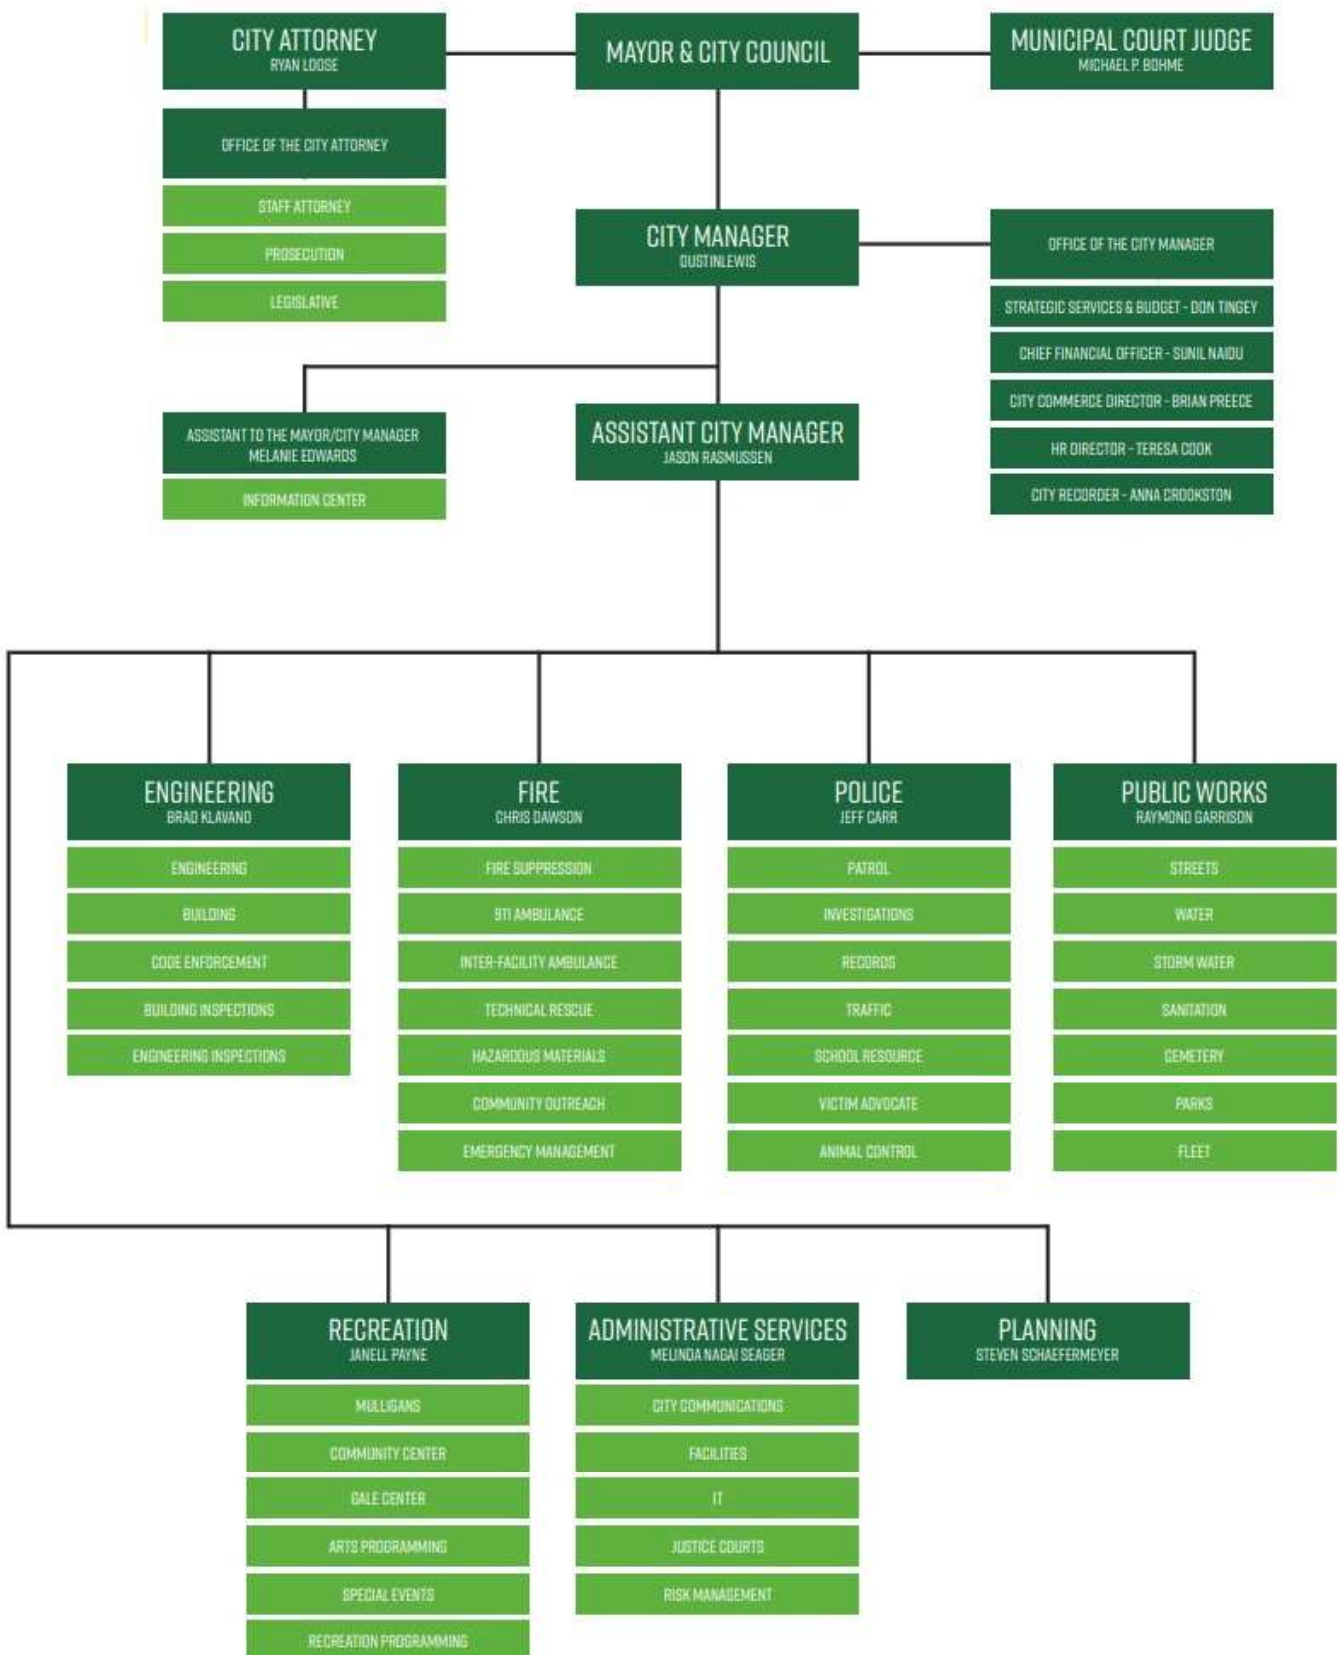 CITY ATTORNEY
RYAN LOOSE
MAYOR & CITY COUNCIL
MUNICIPAL COURT JUDGE
MICHAEL P. BOHME
OFFICE OF THE CITY ATTORNEY
STAFF ATTORNEY
PROSECUTION
LEGISLATIVE
CITY MANAGER
DUSTINLEWIS
OFFICE OF THE CITY MANAGER
STRATEGIC SERVICES & BUDGET - DON TINGEY
CHIEF FINANCIAL OFFICER - SUNIL NAIDU
CITY COMMERCE DIRECTOR - BRIAN PREECE
HR DIRECTOR - TERESA COOK
CITY RECORDER - ANNA CROOKSTON
ASSISTANT TO THE MAYOR/CITY MANAGER
MELANIE EDWARDS
INFORMATION CENTER
ASSISTANT CITY MANAGER
JASON RASMUSSEN
ENGINEERING
BRAD KLAVANO
ENGINEERING
BUILDING
CODE ENFORCEMENT
BUILDING INSPECTIONS
ENGINEERING INSPECTIONS
FIRE
CHRIS DAWSON
FIRE SUPPRESSION
911 AMBULANCE
INTER-FACILITY AMBULANCE
TECHNICAL RESCUE
HAZARDOUS MATERIALS
COMMUNITY OUTREACH
EMERGENCY MANAGEMENT
POLICE
JEFF CARR
PATROL
INVESTIGATIONS
RECORDS
TRAFFIC
SCHOOL RESOURCE
VICTIM ADVOCATE
ANIMAL CONTROL
PUBLIC WORKS
RAYMOND GARRISON
STREETS
WATER
STORM WATER
SANITATION
CEMETERY
PARKS
FLEET
RECREATION
JANELL PAYNE
MULLIGANS
COMMUNITY CENTER
GALE CENTER
ARTS PROGRAMMING
SPECIAL EVENTS
RECREATION PROGRAMMING
ADMINISTRATIVE SERVICES
MELINDA NAGAI SEAGER
CITY COMMUNICATIONS
FACILITIES
IT
JUSTICE COURTS
RISK MANAGEMENT
PLANNING
STEVEN SCHAEFERMEYER